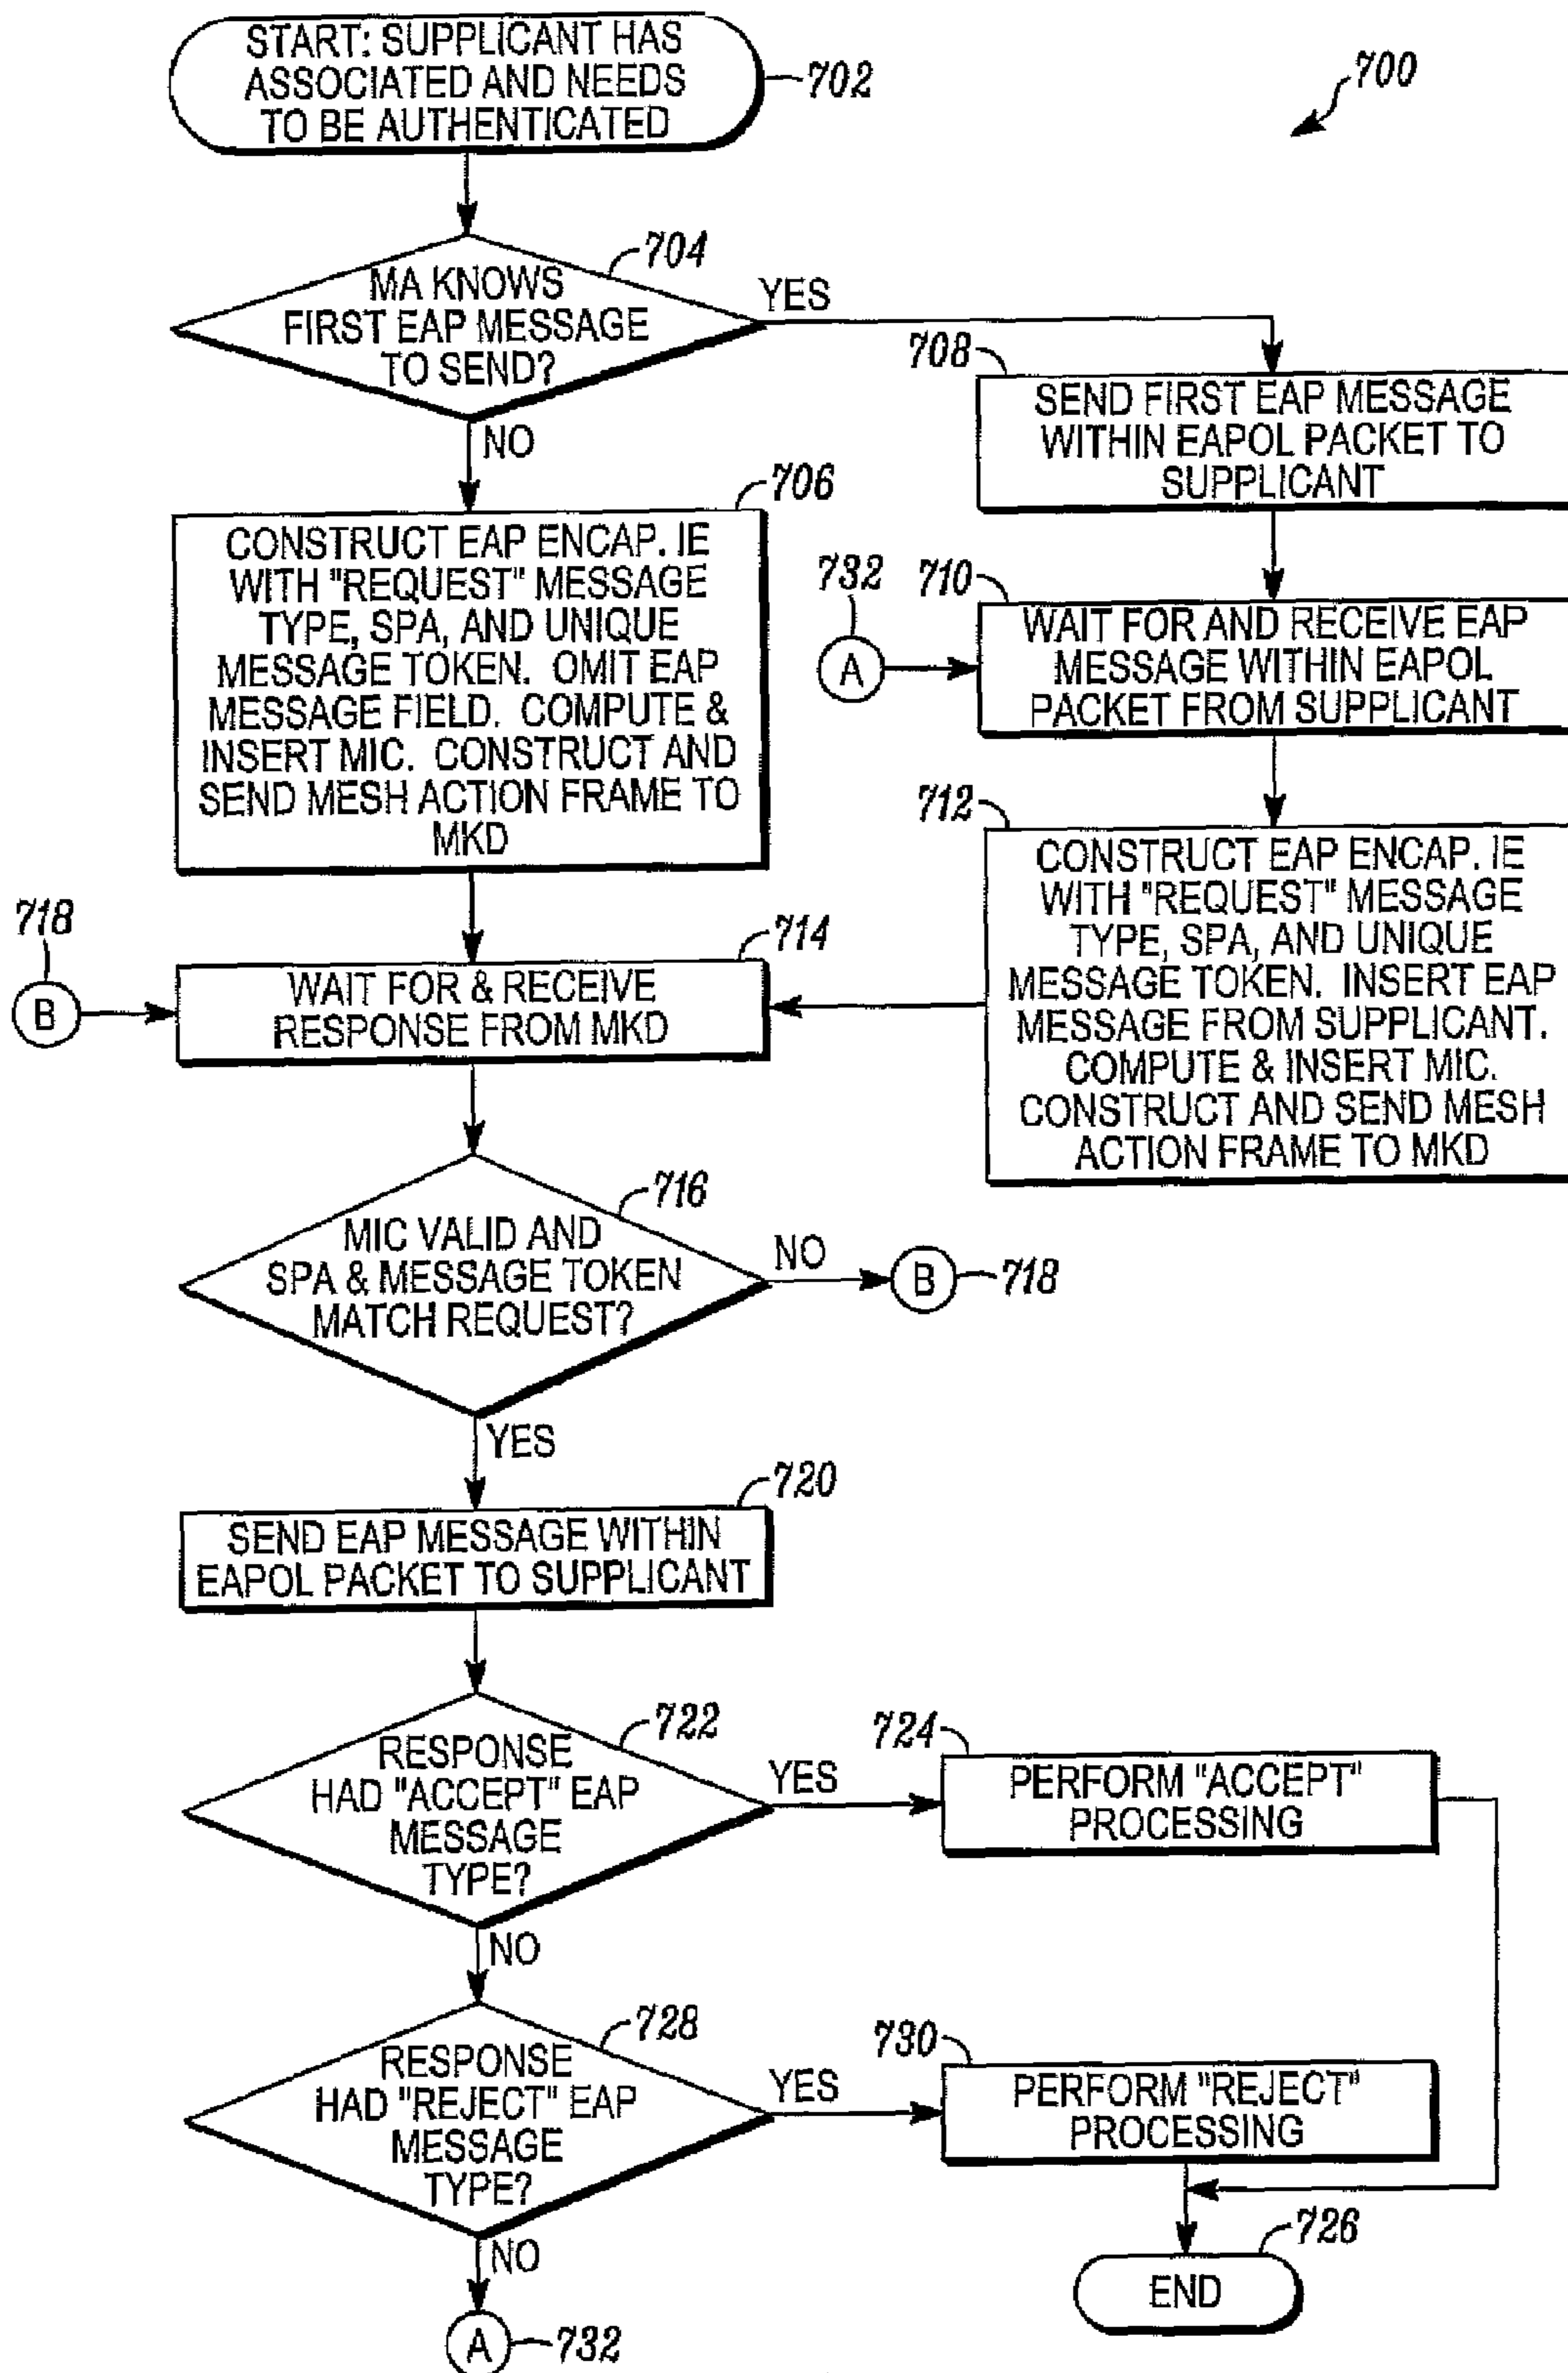 START: SUPPLICANT HAS
ASSOCIATED AND NEEDS
TO BE AUTHENTICATED
702
700
704
MA KNOWS
FIRST EAP MESSAGE
TO SEND?
YES
NO
708
SEND FIRST EAP MESSAGE
WITHIN EAPOL PACKET TO
SUPPLICANT
706
CONSTRUCT EAP ENCAP. IE
WITH "REQUEST" MESSAGE
TYPE, SPA, AND UNIQUE
MESSAGE TOKEN. OMIT EAP
MESSAGE FIELD. COMPUTE &
INSERT MIC. CONSTRUCT AND
SEND MESH ACTION FRAME TO
MKD
732
A
710
WAIT FOR AND RECEIVE EAP
MESSAGE WITHIN EAPOL
PACKET FROM SUPPLICANT
712
CONSTRUCT EAP ENCAP. IE
WITH "REQUEST" MESSAGE
TYPE, SPA, AND UNIQUE
MESSAGE TOKEN. INSERT EAP
MESSAGE FROM SUPPLICANT.
COMPUTE & INSERT MIC.
CONSTRUCT AND SEND MESH
ACTION FRAME TO MKD
718
B
714
WAIT FOR & RECEIVE
RESPONSE FROM MKD
716
MIC VALID AND
SPA & MESSAGE TOKEN
MATCH REQUEST?
NO
B
718
YES
720
SEND EAP MESSAGE WITHIN
EAPOL PACKET TO SUPPLICANT
722
RESPONSE
HAD "ACCEPT" EAP
MESSAGE
TYPE?
YES
724
PERFORM "ACCEPT"
PROCESSING
NO
728
RESPONSE
HAD "REJECT" EAP
MESSAGE
TYPE?
YES
730
PERFORM "REJECT"
PROCESSING
NO
726
END
A
732